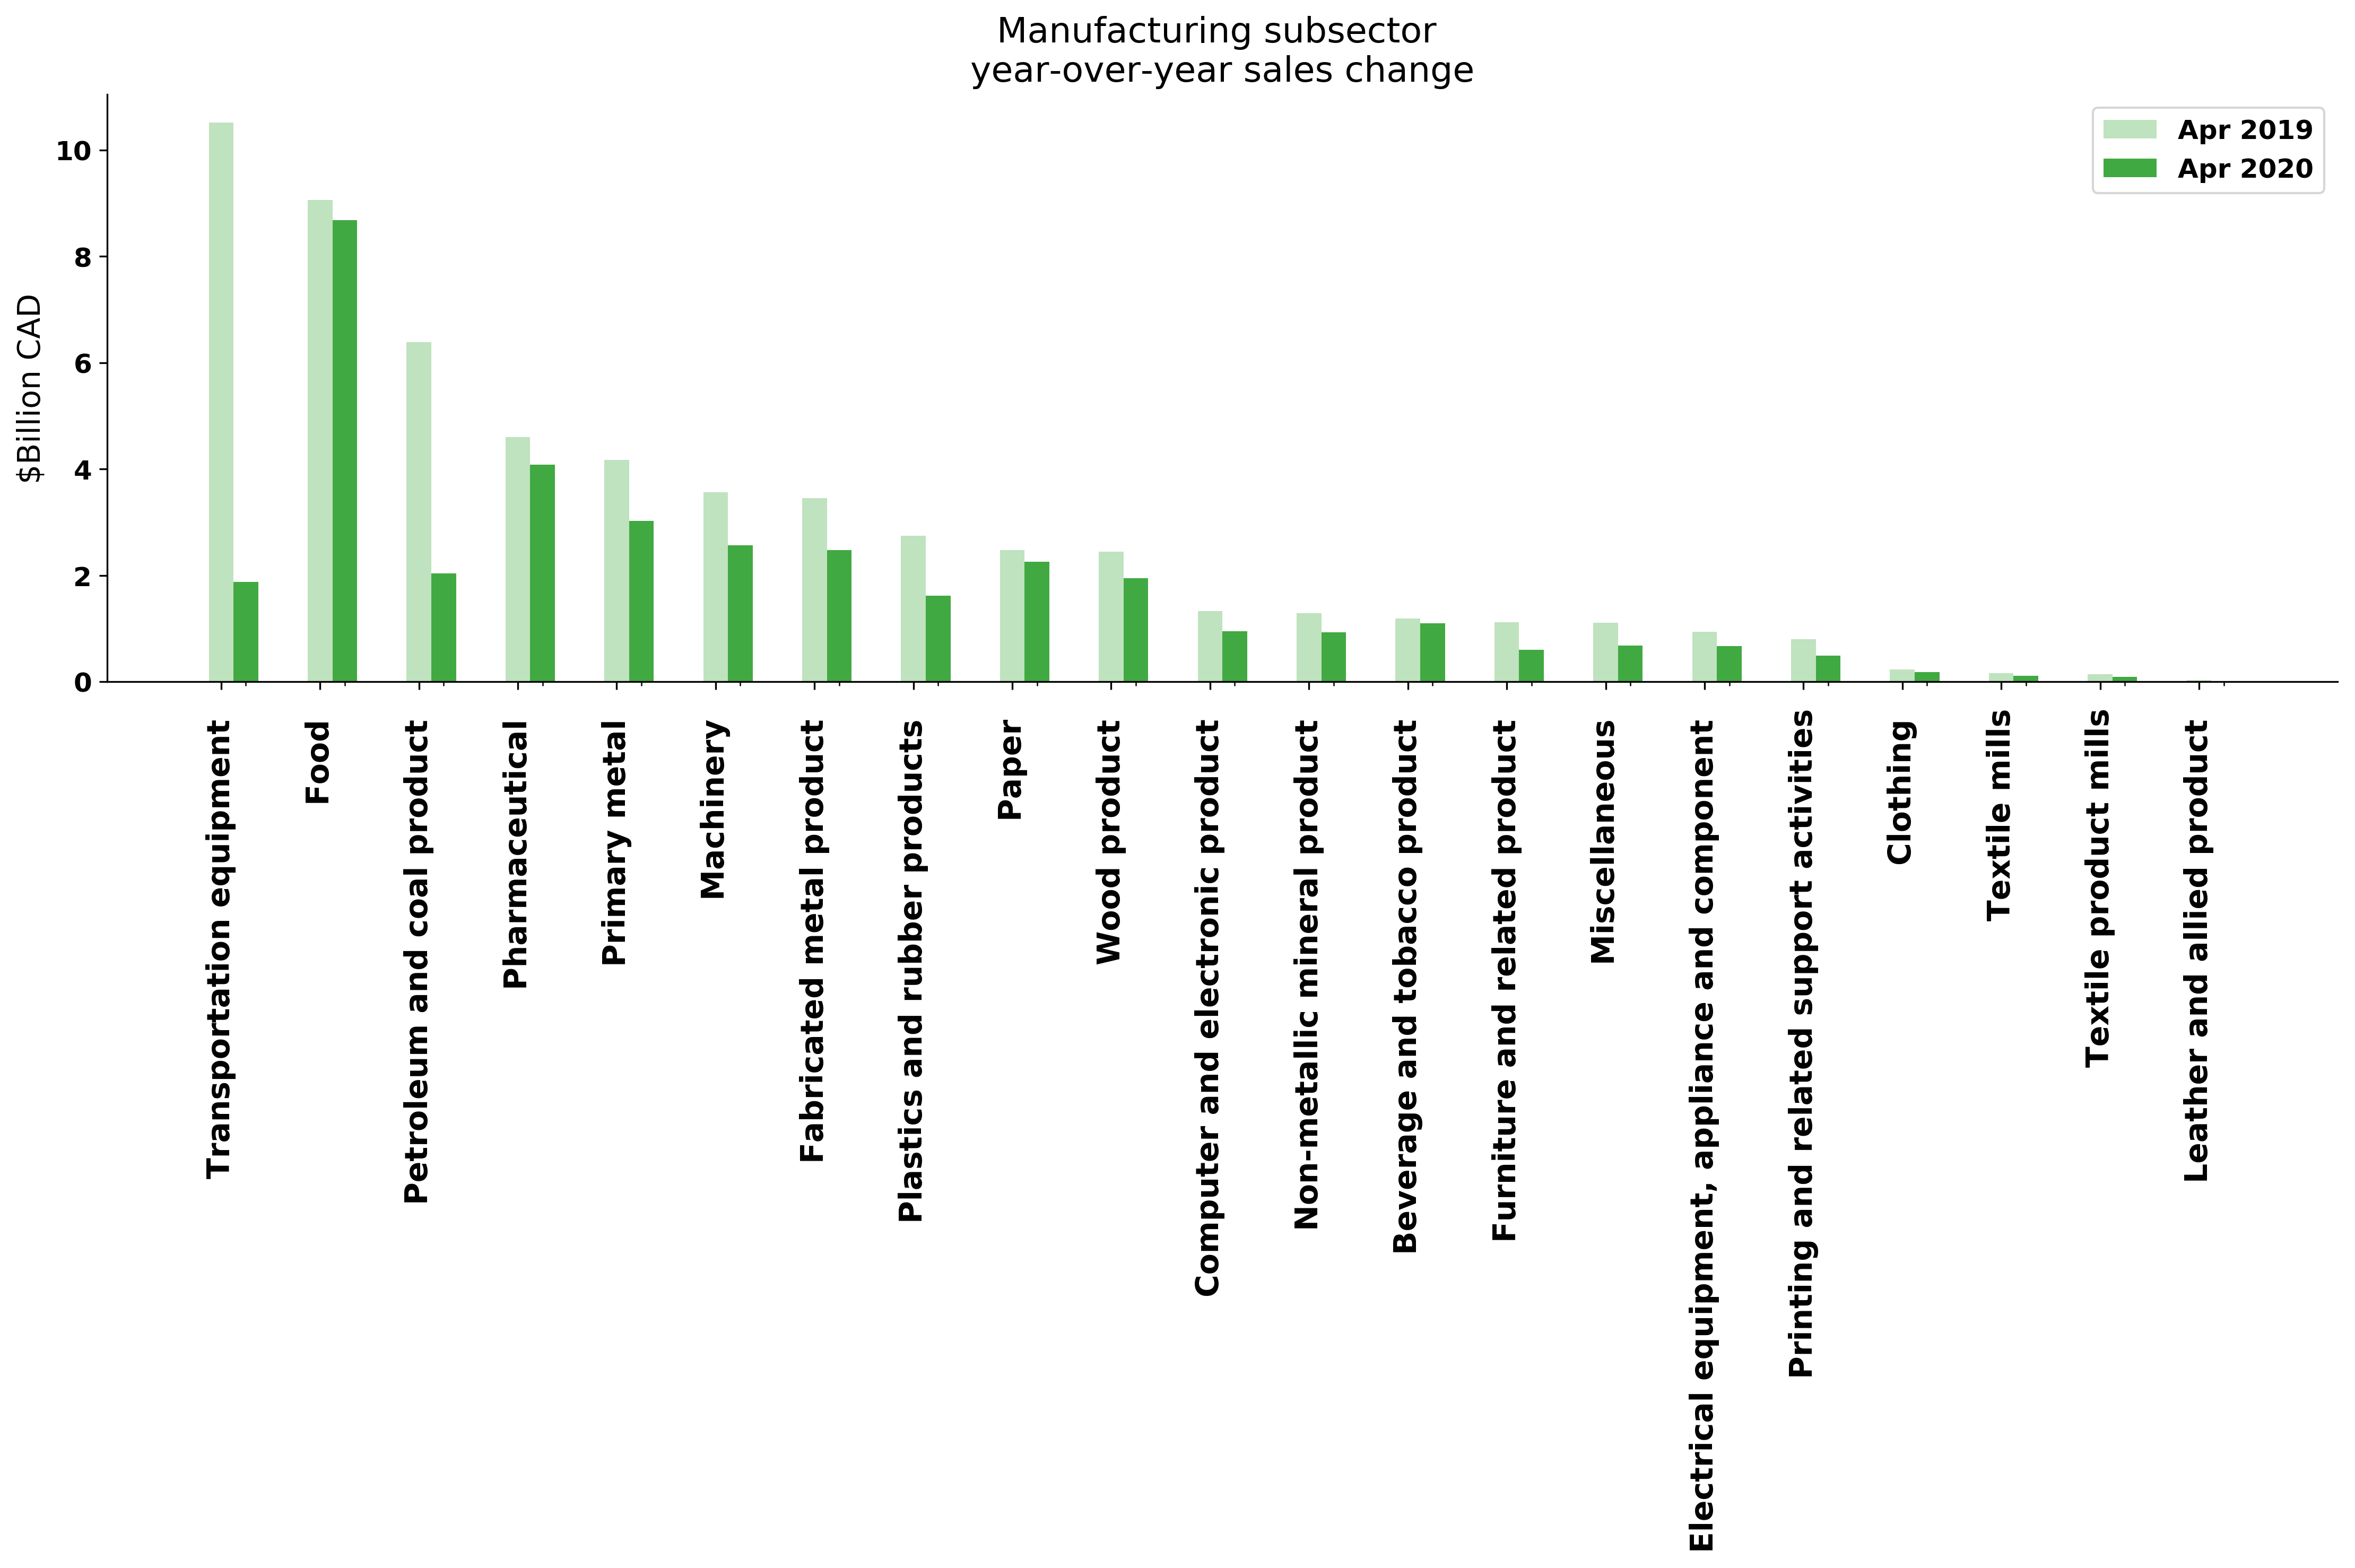 Manufacturing subsector
year-over-year sales change
Apr 2019
Apr 2020
$Billion CAD
10
8
6
4
2
0
Transportation equipment
Food
Petroleum and coal product
Pharmaceutical
Primary metal
Machinery
Fabricated metal product
Plastics and rubber products
Paper
Wood product
Computer and electronic product
Non-metallic mineral product
Beverage and tobacco product
Furniture and related product
Miscellaneous
Electrical equipment, appliance and component
Printing and related support activities
Clothing
Textile mills
Textile product mills
Leather and allied product